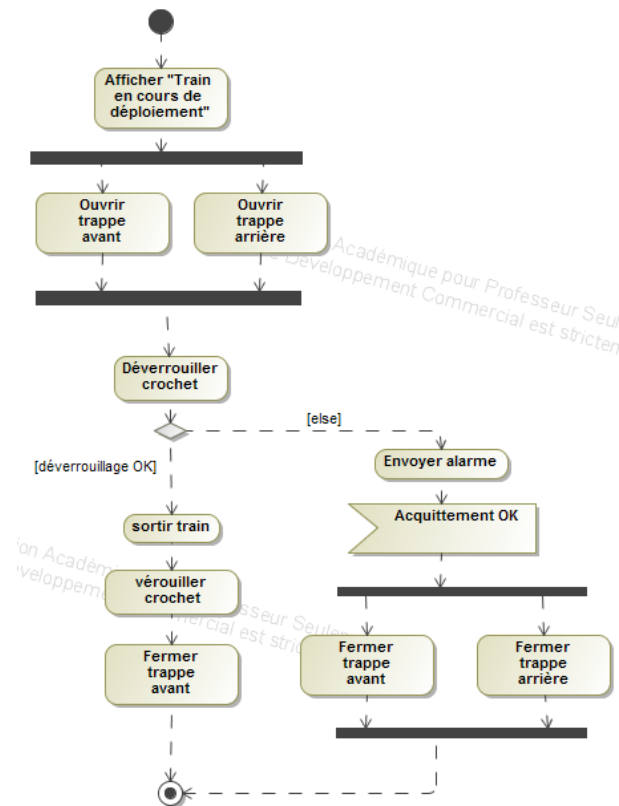 Afficher "Train
en cours de
déploiement"
Ouvrir
trappe
avant
Ouvrir
trappe
arrière
Académique pour Professeur Seul
Développement Commercial est stricten
Déverrouiller
crochet
[else]
[déverrouillage OK]
Envoyer alarme
sortir train
Acquittement OK
vérouiller
crochet
Fermer
trappe
avant
Fermer
trappe
avant
Fermer
trappe
arrière